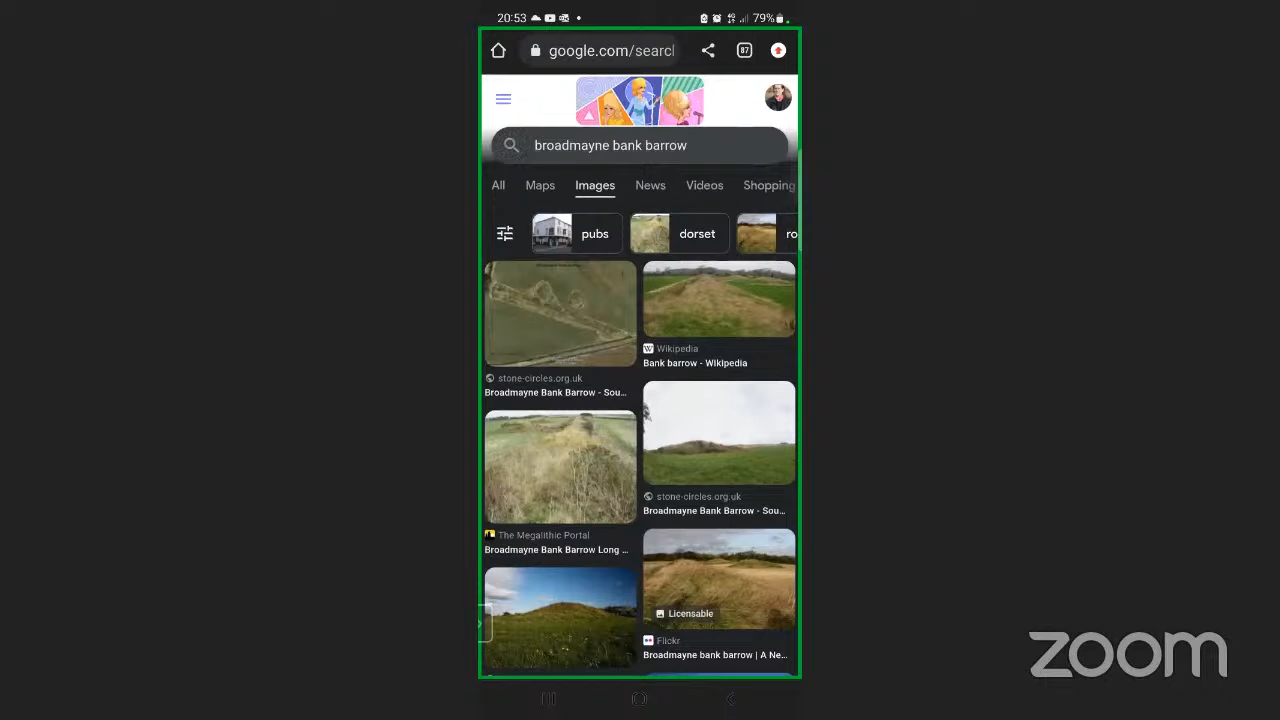 20:53
79%
google.com/searcl
87
broadmayne bank barrow
All Maps Images News Videos Shopping
pubs dorset ro
stone-circles.org.uk
Broadmayne Bank Barrow - Sou...
Wikipedia
Bank barrow - Wikipedia
The Megalithic Portal
Broadmayne Bank Barrow Long ...
stone-circles.org.uk
Broadmayne Bank Barrow - Sou...
Licensable
Flickr
Broadmayne bank barrow | A Ne...
zoom